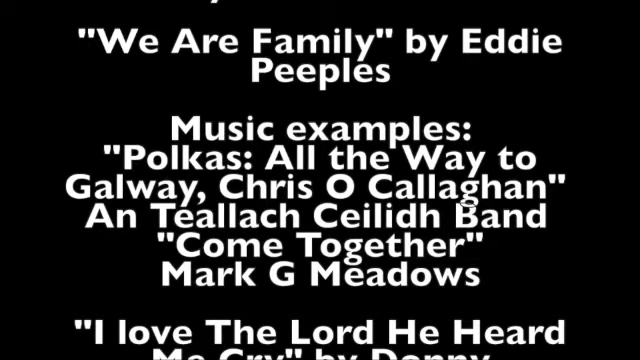 "We Are Family" by Eddie
Peeples
Music examples:
"Polkas: All the Way to
Galway, Chris O Callaghan"
An Teallach Ceilidh Band
"Come Together"
Mark G Meadows
"I love The Lord He Heard
Me Cry" by Donny